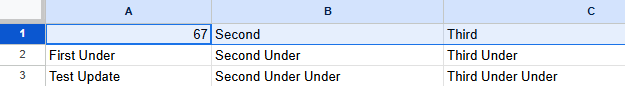 A B C
1 67 Second Third
2 First Under Second Under Third Under
3 Test Update Second Under Under Third Under Under